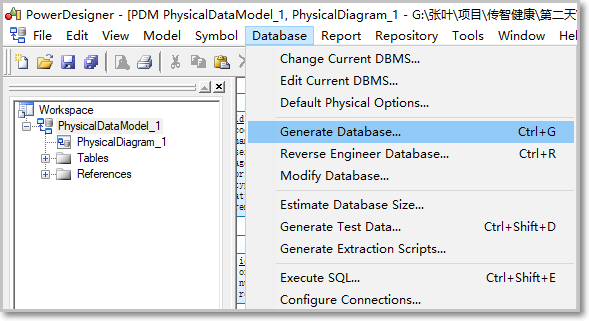 PowerDesigner - [PDM PhysicalDataModel_1, PhysicalDiagram_1 - G:\张叶\项目\传智健康\第二天
File Edit View Model Symbol Database Report Repository Tools Window Hel
Change Current DBMS...
Edit Current DBMS...
Default Physical Options...
Generate Database... Ctrl+G
Reverse Engineer Database... Ctrl+R
Modify Database...
Estimate Database Size...
Generate Test Data... Ctrl+Shift+D
Generate Extraction Scripts...
Execute SQL... Ctrl+Shift+E
Configure Connections...
Workspace
PhysicalDataModel_1
PhysicalDiagram_1
Tables
References